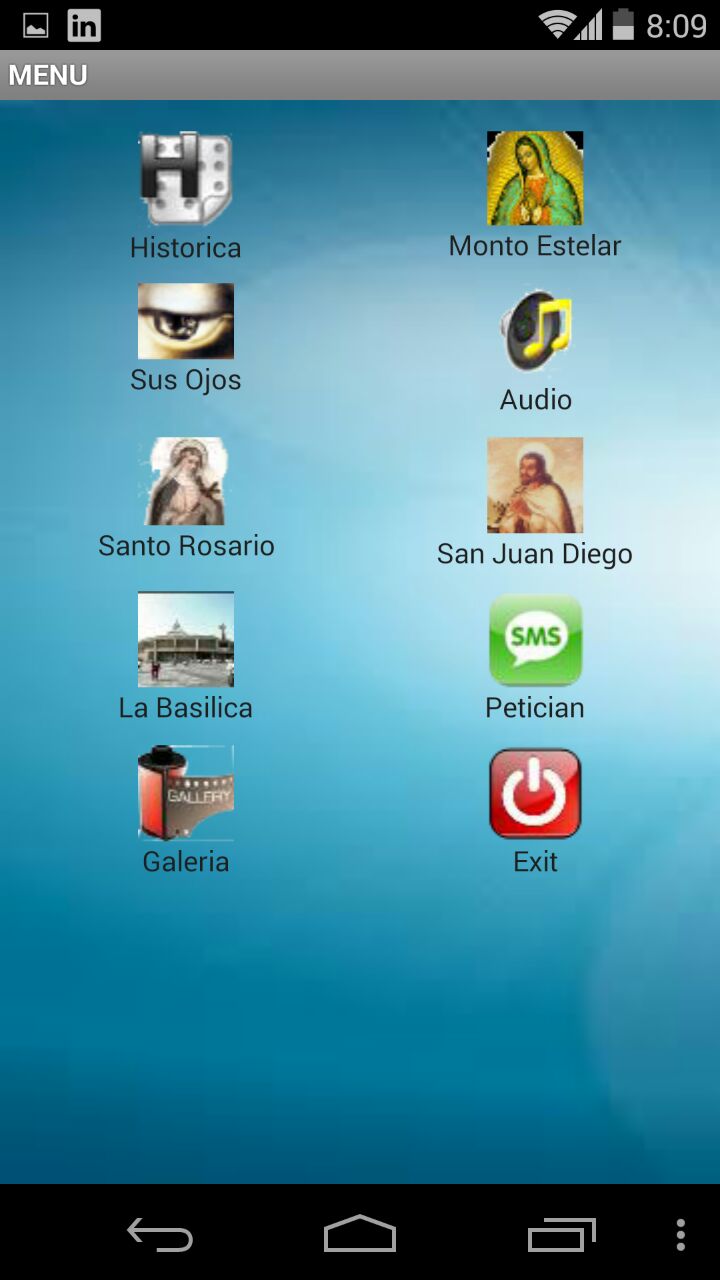 in
8:09
MENU
H
Historica
Monto Estelar
Sus Ojos
Audio
Santo Rosario
San Juan Diego
La Basilica
SMS
Petician
GALLERY
Galeria
Exit